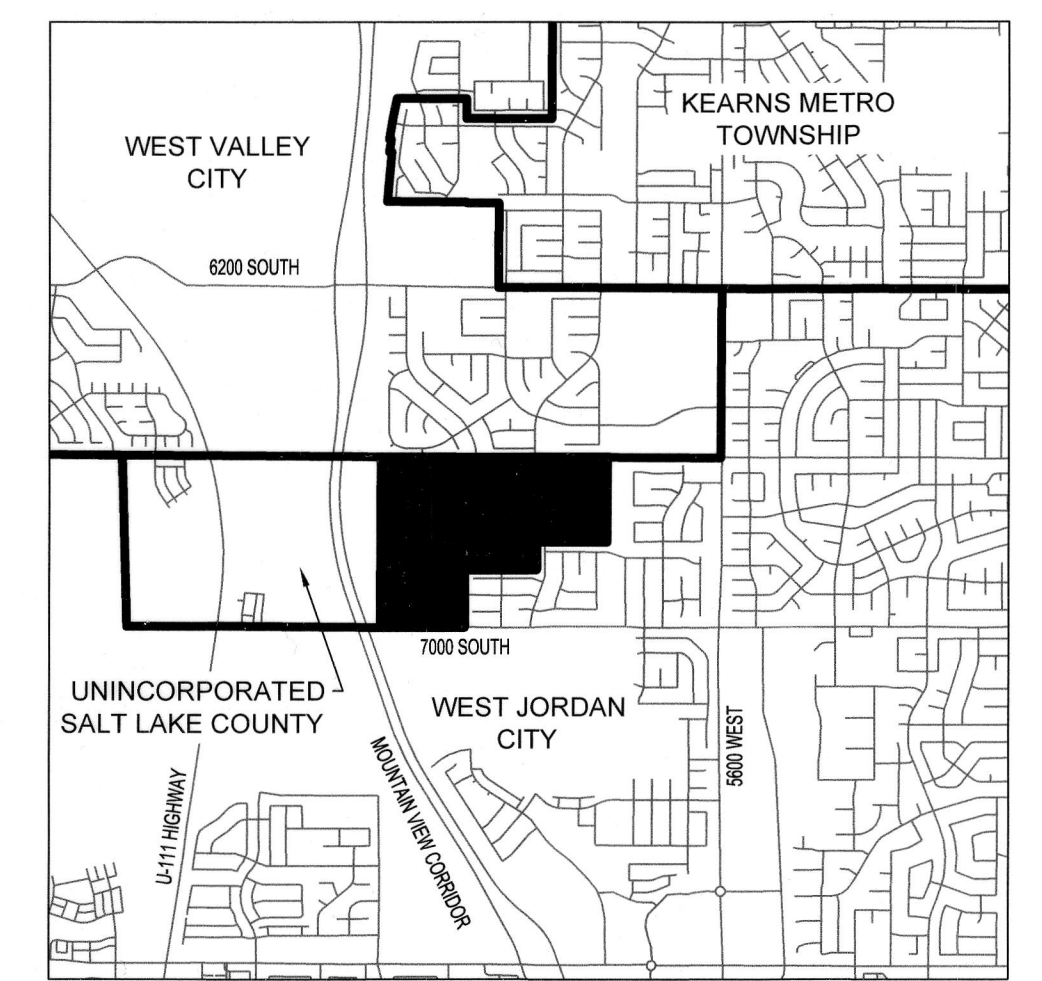 KEARNS METRO
TOWNSHIP
WEST VALLEY
CITY
6200 SOUTH
7000 SOUTH
UNINCORPORATED
SALT LAKE COUNTY
WEST JORDAN
CITY
5600 WEST
U-111 HIGHWAY
MOUNTAIN VIEW CORRIDOR